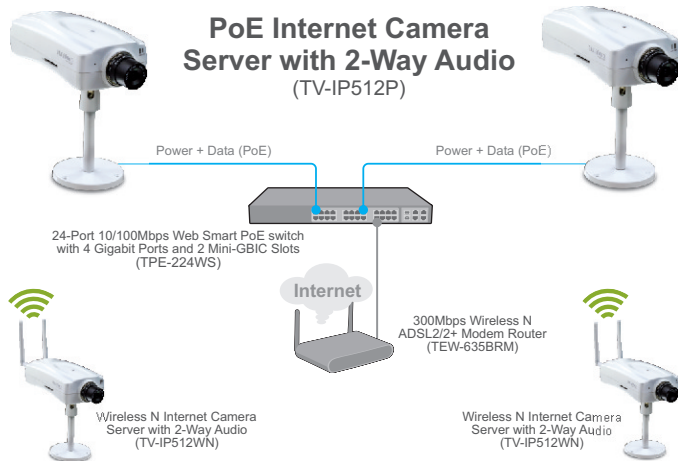 PoE Internet Camera
Server with 2-Way Audio
(TV-IP512P)
Power + Data (PoE)
Power + Data (PoE)
24-Port 10/100Mbps Web Smart PoE switch
with 4 Gigabit Ports and 2 Mini-GBIC Slots
(TPE-224WS)
Internet
300Mbps Wireless N
ADSL2/2+ Modem Router
(TEW-635BRM)
Wireless N Internet Camera
Server with 2-Way Audio
(TV-IP512WN)
Wireless N Internet Camera
Server with 2-Way Audio
(TV-IP512WN)